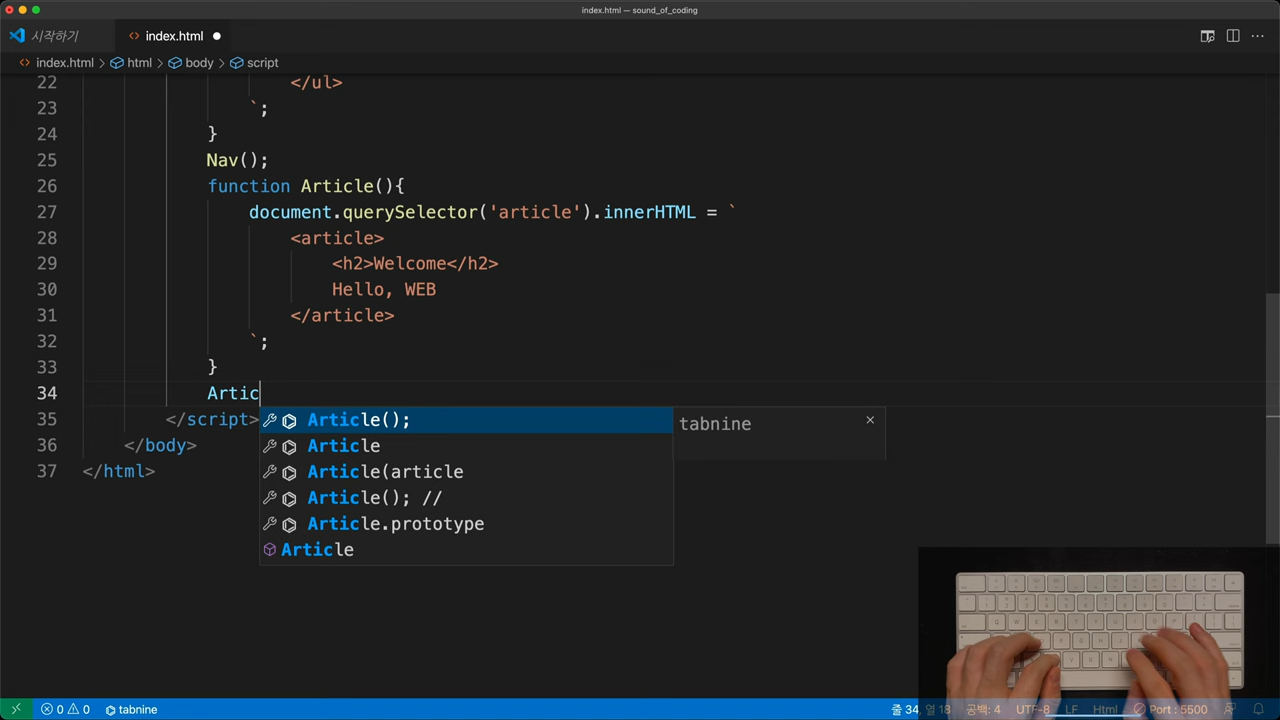 index.html — sound_of_coding
시작하기
index.html
index.html > html > body > script
22 </ul>
23 `;
24 }
25 Nav();
26 function Article(){
27 document.querySelector('article').innerHTML = `
28 <article>
29 <h2>Welcome</h2>
30 Hello, WEB
31 </article>
32 `;
33 }
34 Artic
35 </script>
36 </body>
37 </html>
Article();
Article
Article(article
Article(); //
Article.prototype
Article
tabnine
0 0 tabnine
줄 34, 열 18 공백: 4 UTF-8 LF Html Port : 5500